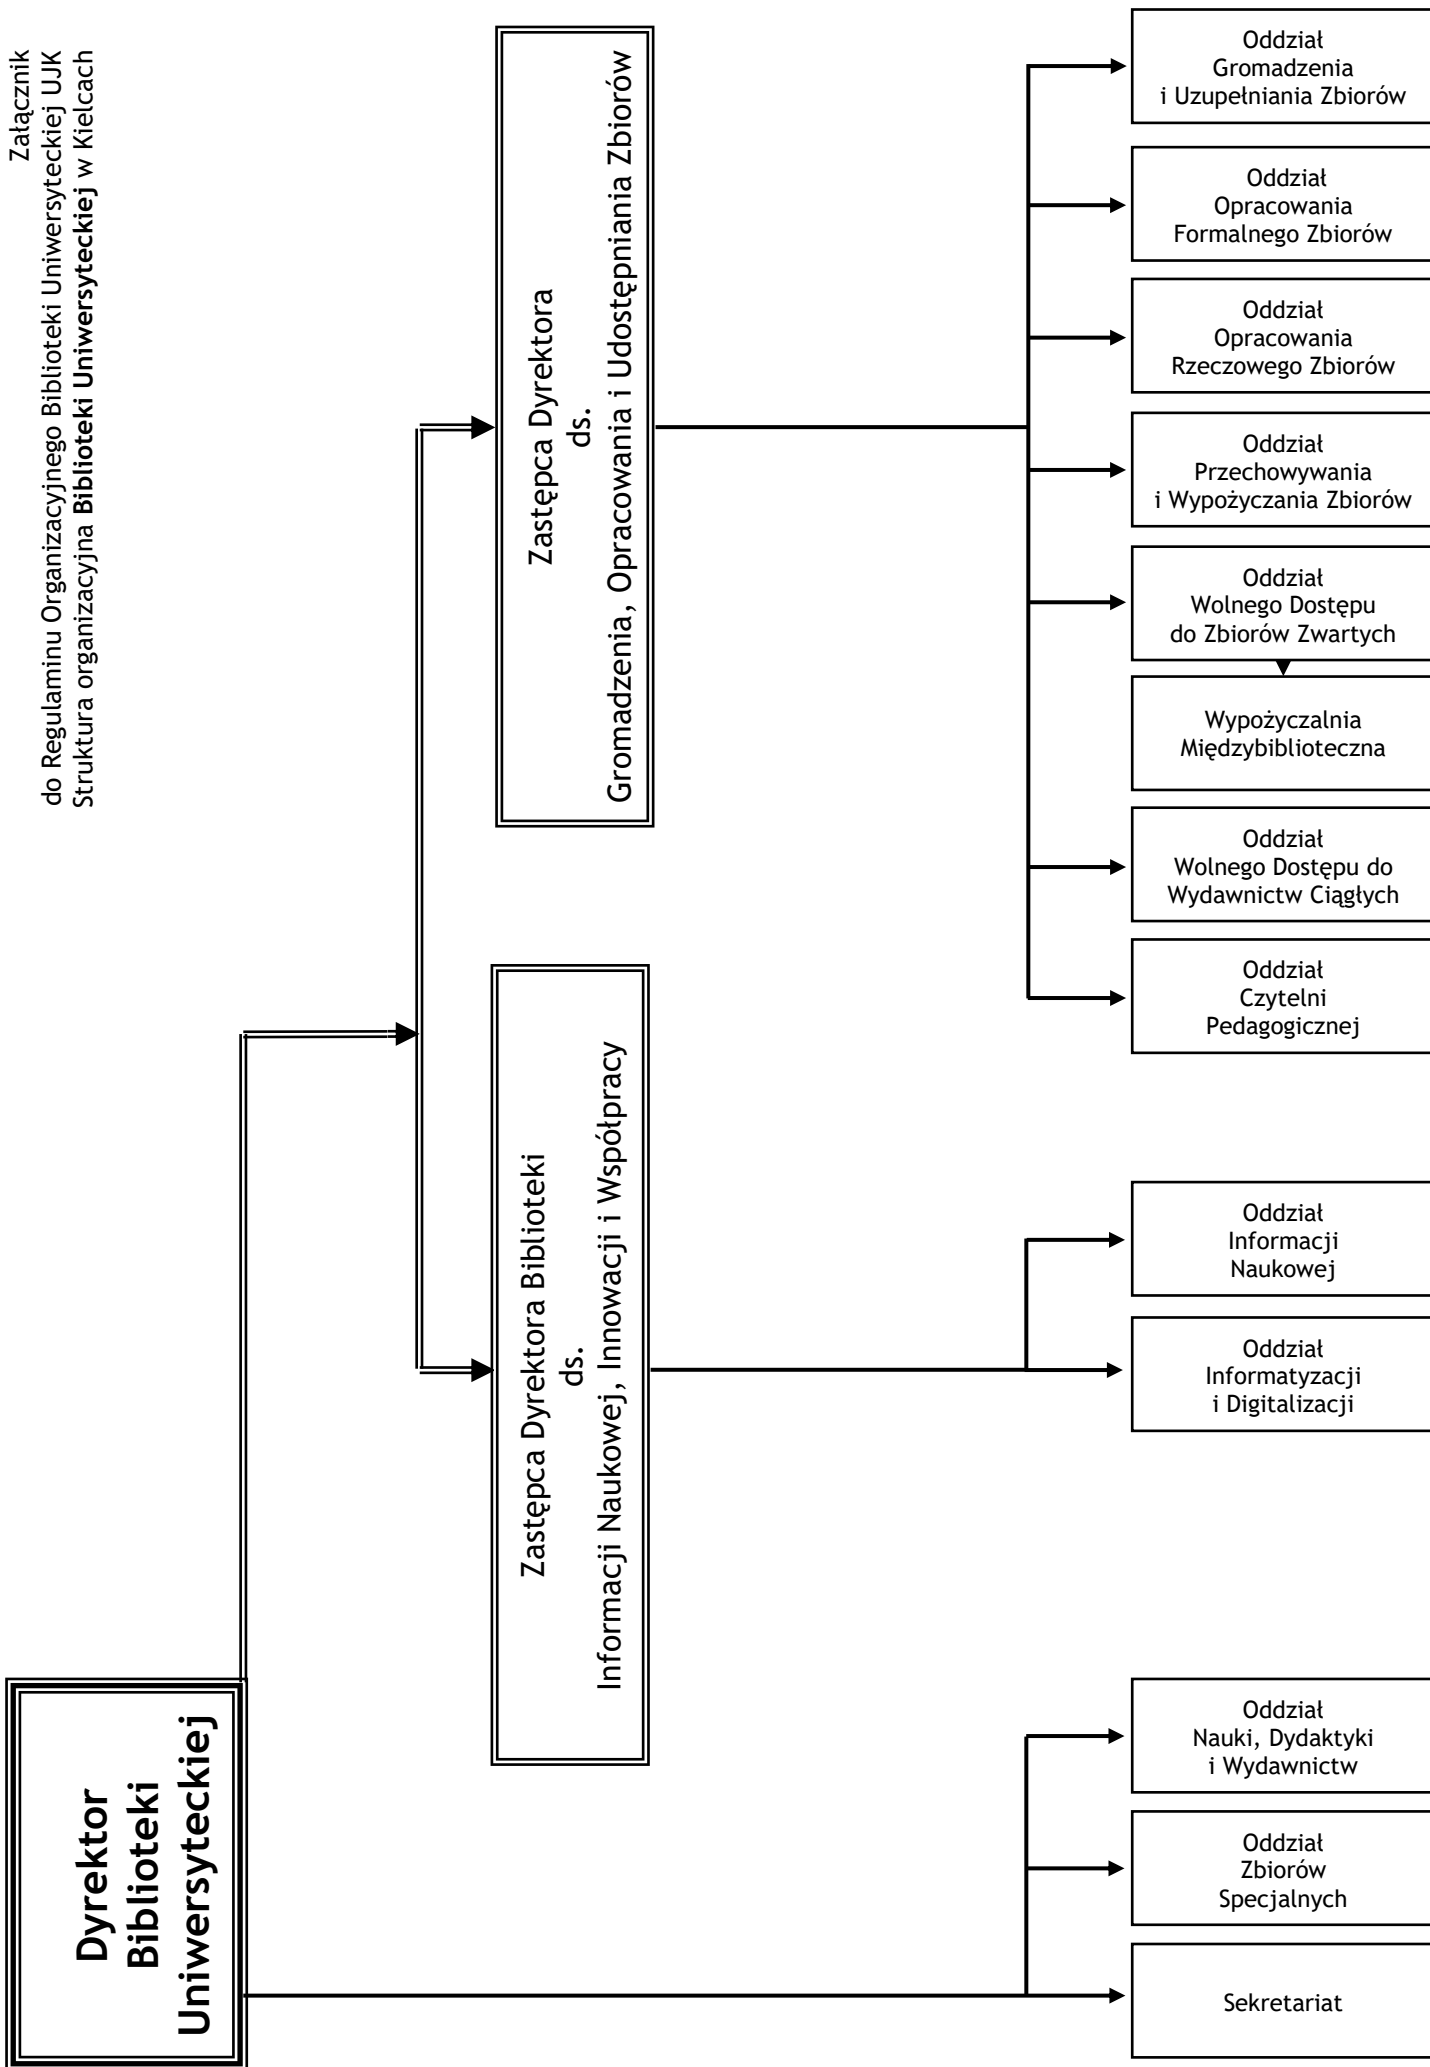 Załącznik
do Regulaminu Organizacyjnego Biblioteki Uniwersyteckiej UJK
Struktura organizacyjna Biblioteki Uniwersyteckiej w Kielcach
Dyrektor
Biblioteki
Uniwersyteckiej
Zastępca Dyrektora Biblioteki
ds.
Informacji Naukowej, Innowacji i Współpracy
Zastępca Dyrektora
ds.
Gromadzenia, Opracowania i Udostępniania Zbiorów
Sekretariat
Oddział
Zbiorów
Specjalnych
Oddział
Nauki, Dydaktyki
i Wydawnictw
Oddział
Informatyzacji
i Digitalizacji
Oddział
Informacji
Naukowej
Oddział
Czytelni
Pedagogicznej
Oddział
Wolnego Dostępu do
Wydawnictw Ciągłych
Wypożyczalnia
Międzybiblioteczna
Oddział
Wolnego Dostępu
do Zbiorów Zwartych
Oddział
Przechowywania
i Wypożyczania Zbiorów
Oddział
Opracowania
Rzeczowego Zbiorów
Oddział
Opracowania
Formalnego Zbiorów
Oddział
Gromadzenia
i Uzupełniania Zbiorów